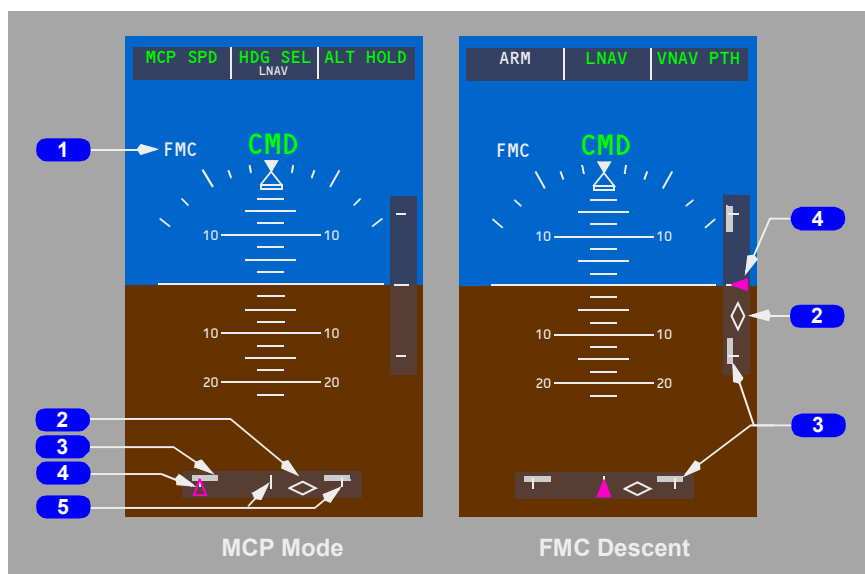 MCP SPD HDG SEL ALT HOLD
LNAV
1
FMC
CMD
10 10
10 10
20 20
2
3
4
5
MCP Mode
ARM LNAV VNAV PTH
FMC
CMD
4
10 10
2
10 10
20 20
3
FMC Descent